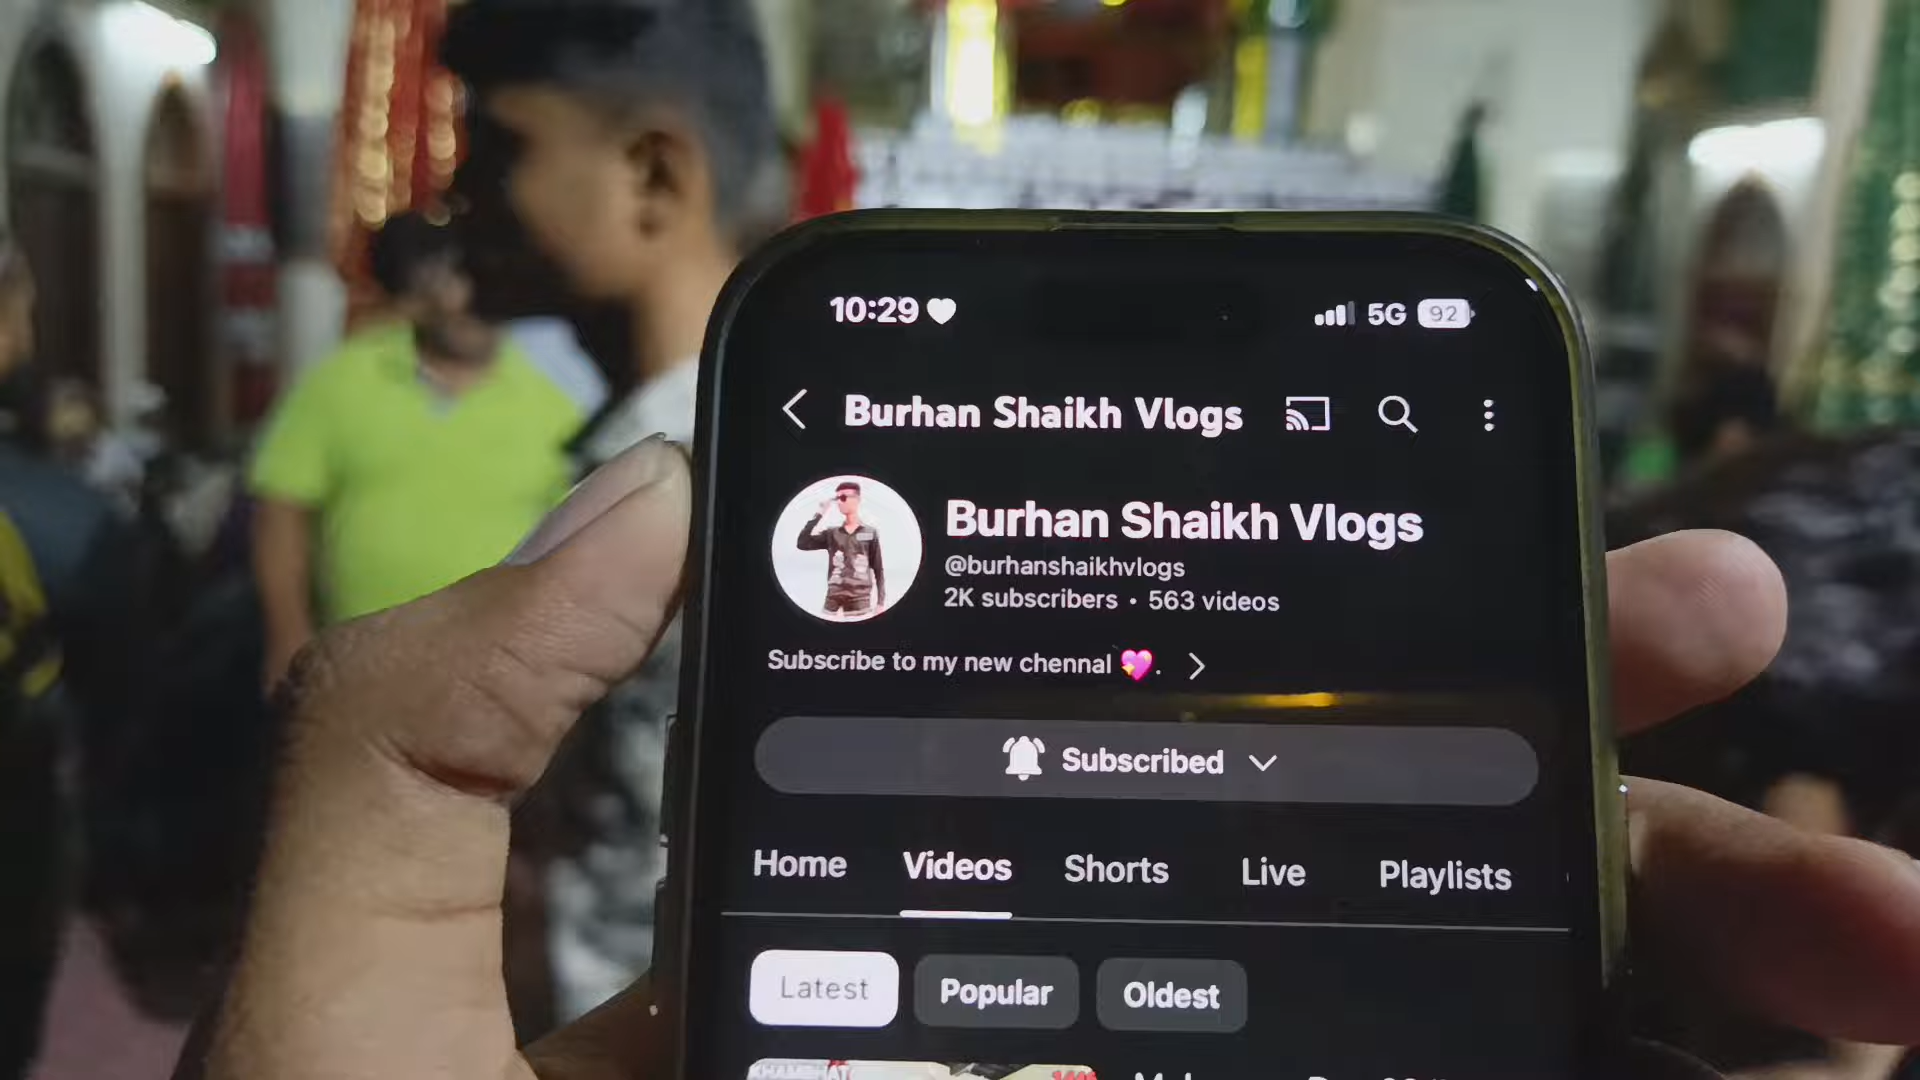 10:29
5G 92
Burhan Shaikh Vlogs
Burhan Shaikh Vlogs
@burhanshaikhvlogs
2K subscribers • 563 videos
Subscribe to my new chennal 💖.
Subscribed
Home Videos Shorts Live Playlists
Latest Popular Oldest
KHAMBHAT